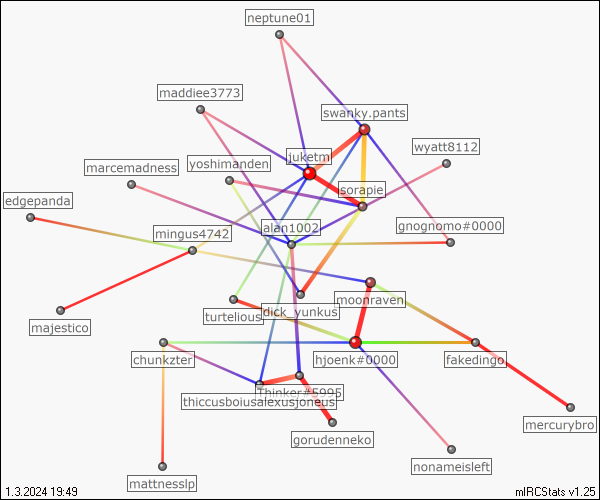 neptune01
maddiee3773
swanky.pants
wyatt8112
juketm
yoshimanden
marcemadness
sorapie
edgepanda
gnognomo#0000
alan1002
mingus4742
moonraven
dick_yunkus
turtelious
majestico
chunkzter
hjoenk#0000
fakedingo
Thinker#5995
thiccusboiusalexusjoneus
mercurybro
gorudenneko
nonameisleft
mattnesslp
1.3.2024 19:49
mIRCStats v1.25